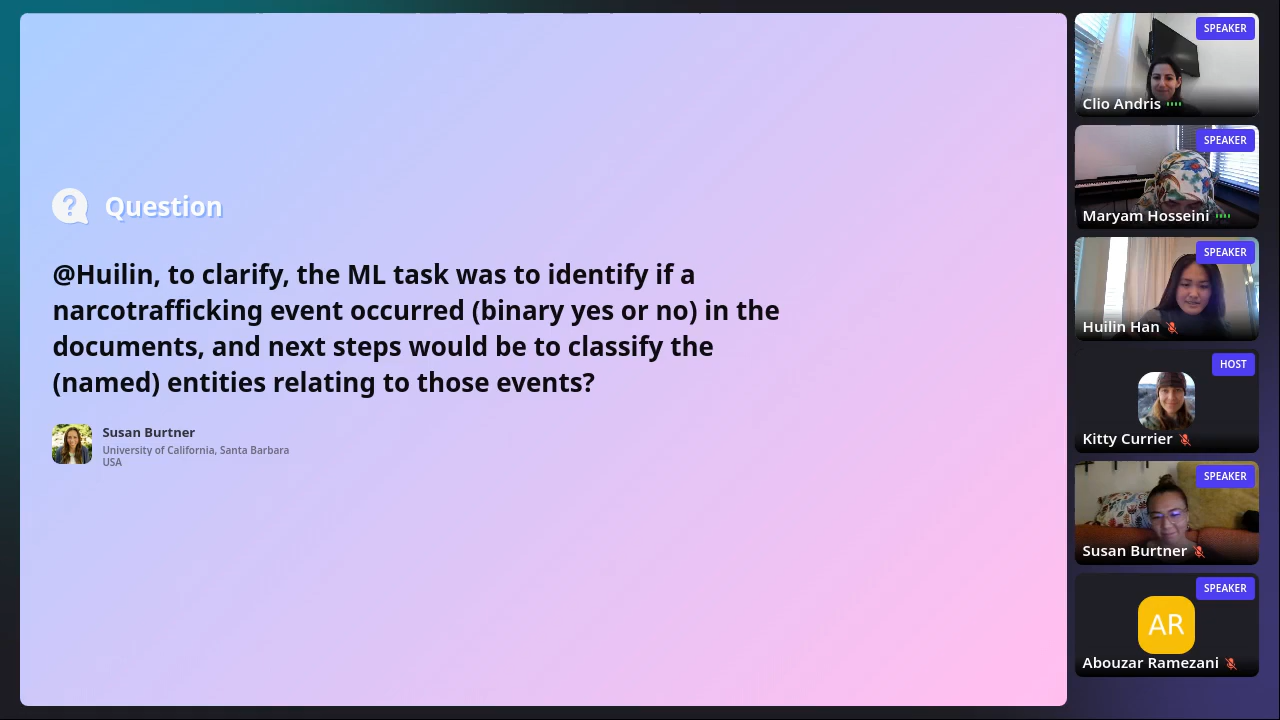 Question
@Huilin, to clarify, the ML task was to identify if a
narcotrafficking event occurred (binary yes or no) in the
documents, and next steps would be to classify the
(named) entities relating to those events?
Susan Burtner
University of California, Santa Barbara
USA
SPEAKER
Clio Andris
SPEAKER
Maryam Hosseini
SPEAKER
Huilin Han
HOST
Kitty Currier
SPEAKER
Susan Burtner
SPEAKER
AR
Abouzar Ramezani